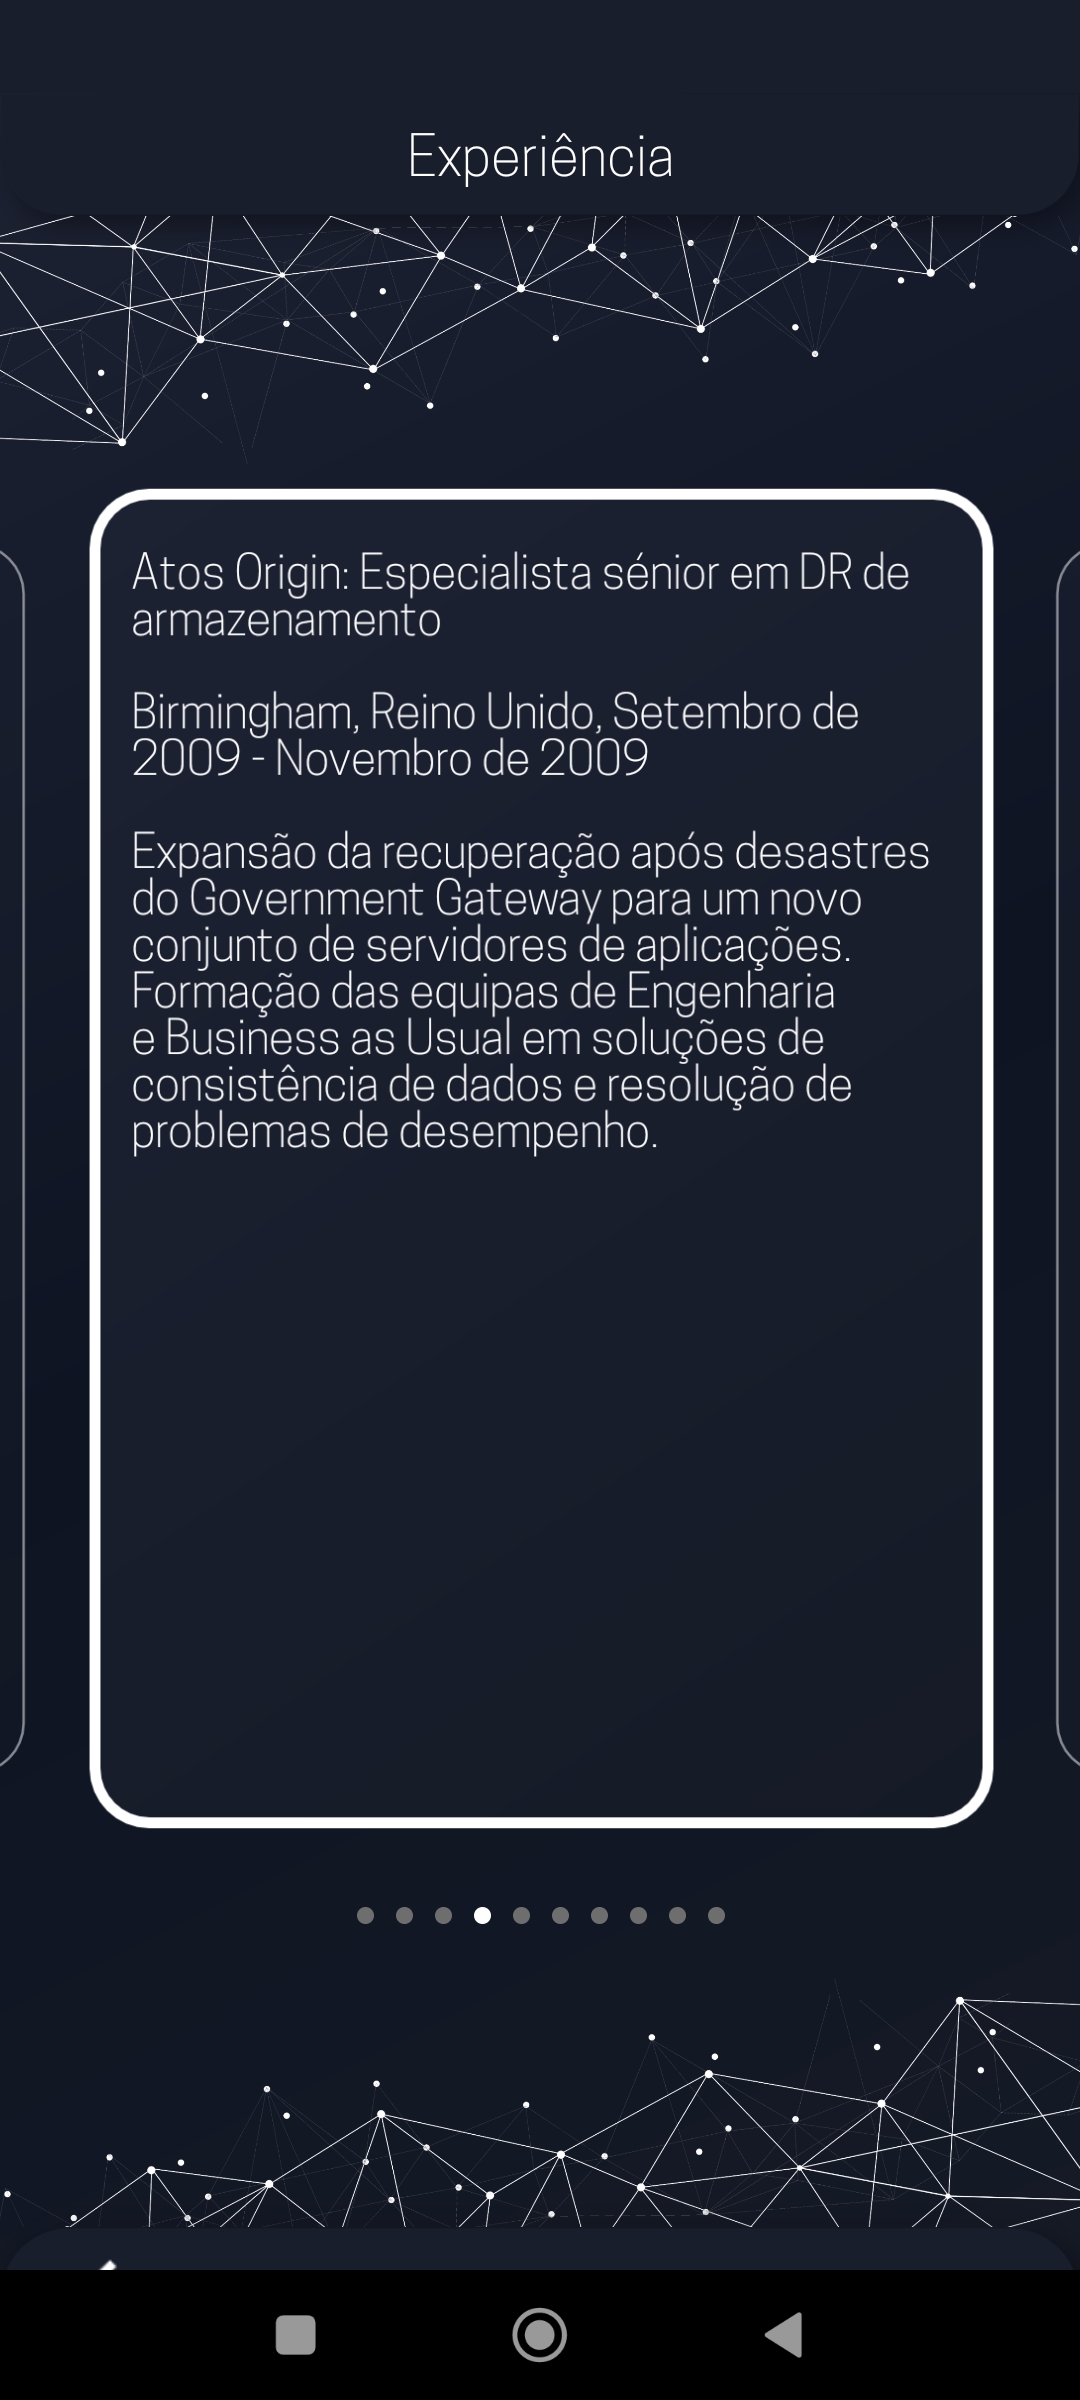 Experiência
Atos Origin: Especialista sénior em DR de
armazenamento
Birmingham, Reino Unido, Setembro de
2009 - Novembro de 2009
Expansão da recuperação após desastres
do Government Gateway para um novo
conjunto de servidores de aplicações.
Formação das equipas de Engenharia
e Business as Usual em soluções de
consistência de dados e resolução de
problemas de desempenho.